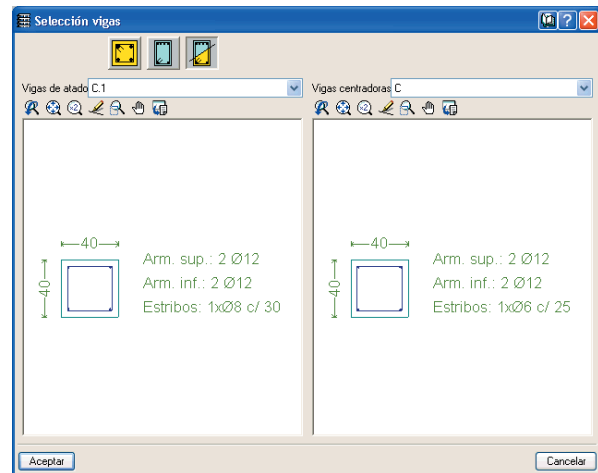 Selección vigas
Vigas de atado C.1
Vigas centradoras C
40
40
Arm. sup.: 2 Ø12
Arm. inf.: 2 Ø12
Estribos: 1xØ8 c/ 30
40
40
Arm. sup.: 2 Ø12
Arm. inf.: 2 Ø12
Estribos: 1xØ6 c/ 25
Aceptar
Cancelar